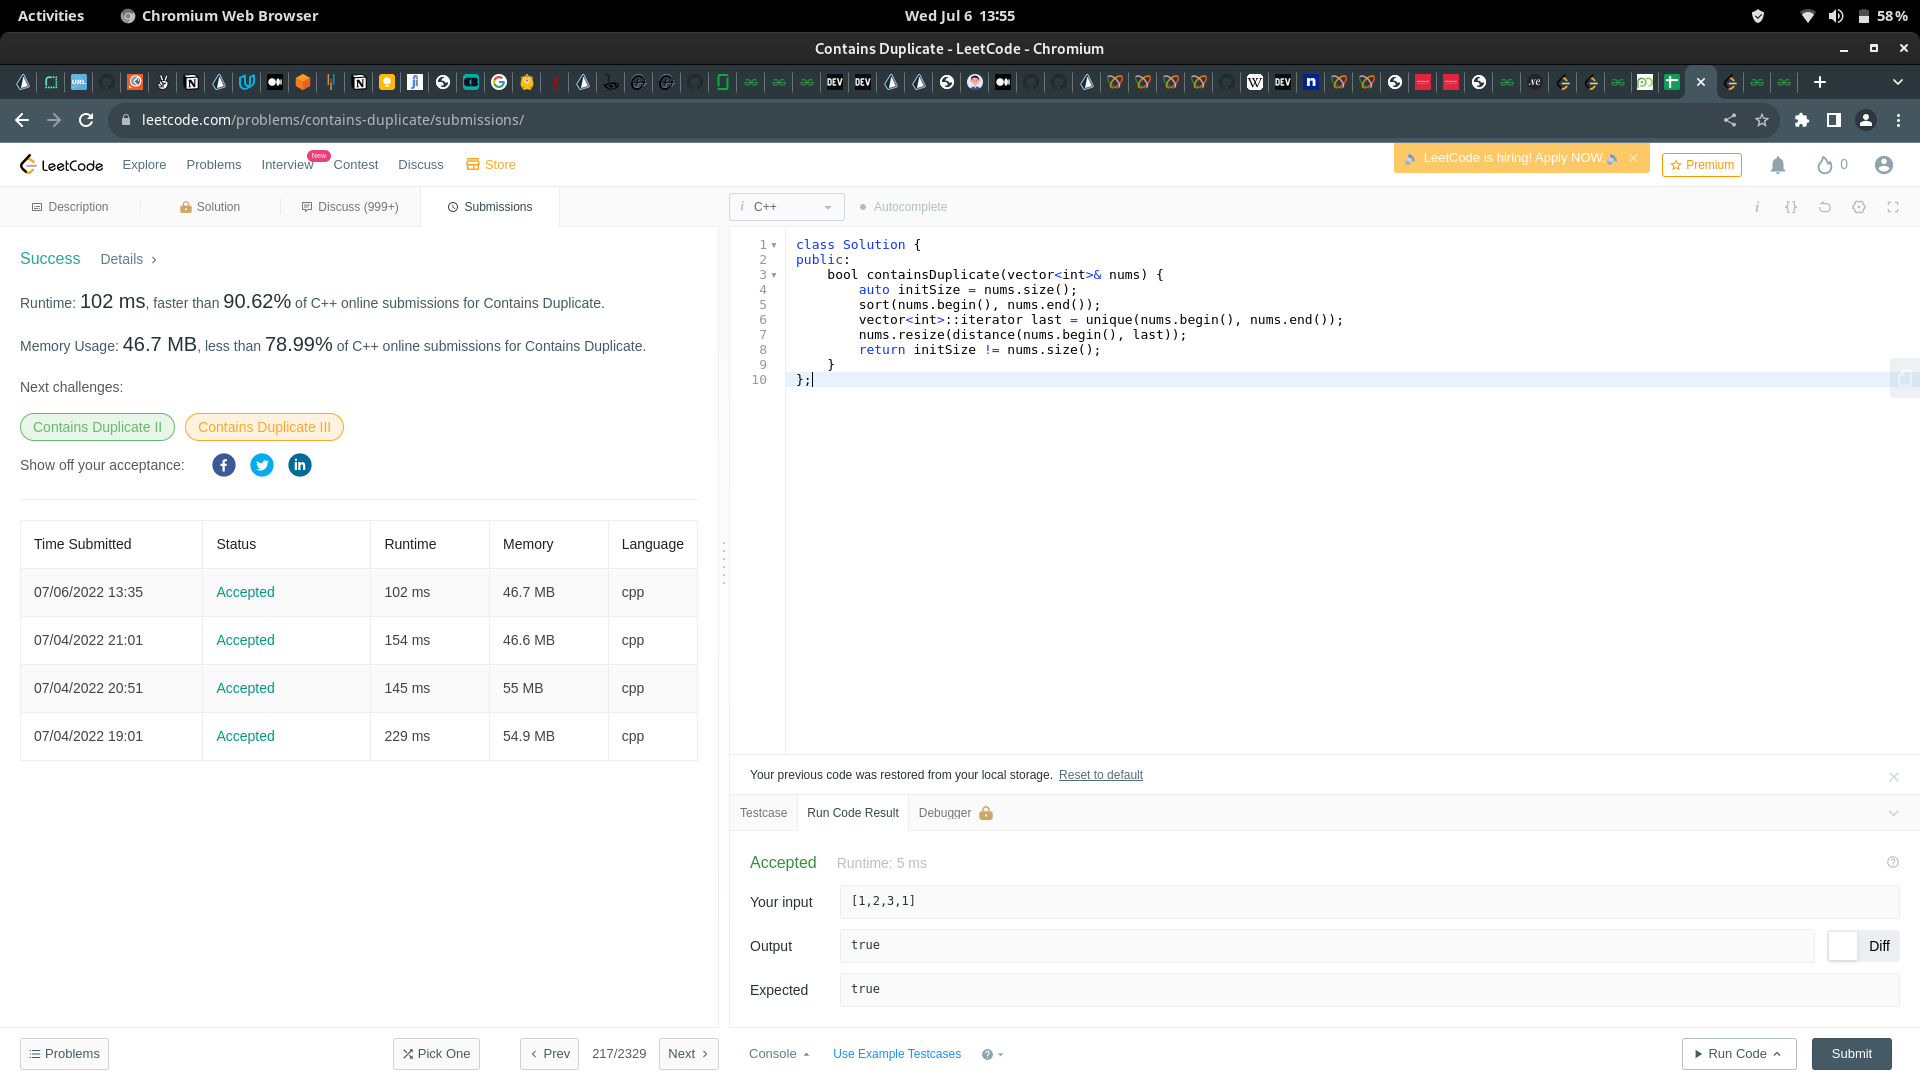 Activities
Chromium Web Browser
Wed Jul 6 13:55
58%
Contains Duplicate - LeetCode - Chromium
leetcode.com/problems/contains-duplicate/submissions/
LeetCode
Explore
Problems
Interview
New
Contest
Discuss
Store
LeetCode is hiring! Apply NOW.
Premium
0
Description
Solution
Discuss (999+)
Submissions
i C++
Autocomplete
Success
Details
Runtime: 102 ms, faster than 90.62% of C++ online submissions for Contains Duplicate.
Memory Usage: 46.7 MB, less than 78.99% of C++ online submissions for Contains Duplicate.
Next challenges:
Contains Duplicate II
Contains Duplicate III
Show off your acceptance:
Time Submitted Status Runtime Memory Language
07/06/2022 13:35 Accepted 102 ms 46.7 MB cpp
07/04/2022 21:01 Accepted 154 ms 46.6 MB cpp
07/04/2022 20:51 Accepted 145 ms 55 MB cpp
07/04/2022 19:01 Accepted 229 ms 54.9 MB cpp
1 class Solution {
2 public:
3     bool containsDuplicate(vector<int>& nums) {
4         auto initSize = nums.size();
5         sort(nums.begin(), nums.end());
6         vector<int>::iterator last = unique(nums.begin(), nums.end());
7         nums.resize(distance(nums.begin(), last));
8         return initSize != nums.size();
9     }
10 };
Your previous code was restored from your local storage. Reset to default
Testcase
Run Code Result
Debugger
Accepted
Runtime: 5 ms
Your input
[1,2,3,1]
Output
true
Diff
Expected
true
Problems
Pick One
Prev
217/2329
Next
Console
Use Example Testcases
Run Code
Submit